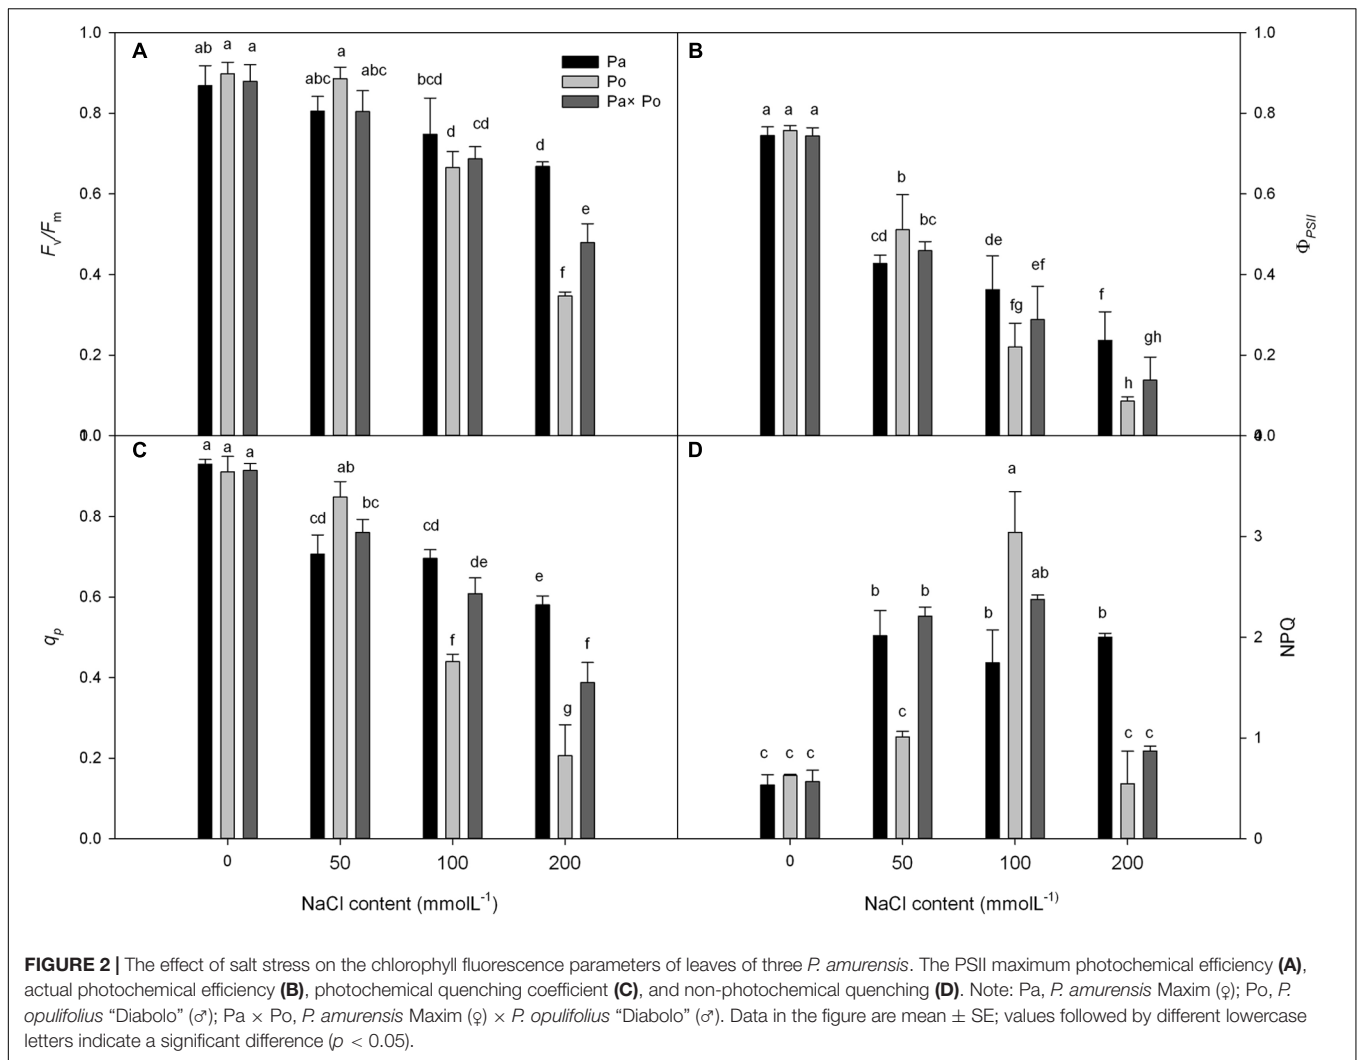 A
1.0
0.8
0.6
0.4
0.2
0.0
Fv/Fm
ab a a
abc a abc
bcd d cd
d f e
Pa
Po
Pa× Po
B
1.0
0.8
0.6
0.4
0.2
ΦPSII
a a a
cd b bc
de fg ef
f h gh
C
1.0
0.8
0.6
0.4
0.2
0.0
qp
a a a
cd ab bc
cd f de
e g f
0 50 100 200
NaCl content (mmolL-1)
D
3
2
1
0
NPQ
c c c
b c b
b a ab
b c c
0 50 100 200
NaCl content (mmolL-1)
FIGURE 2 | The effect of salt stress on the chlorophyll fluorescence parameters of leaves of three P. amurensis. The PSII maximum photochemical efficiency (A),
actual photochemical efficiency (B), photochemical quenching coefficient (C), and non-photochemical quenching (D). Note: Pa, P. amurensis Maxim (♀); Po, P.
opulifolius “Diabolo” (♂); Pa × Po, P. amurensis Maxim (♀) × P. opulifolius “Diabolo” (♂). Data in the figure are mean ± SE; values followed by different lowercase
letters indicate a significant difference (p < 0.05).